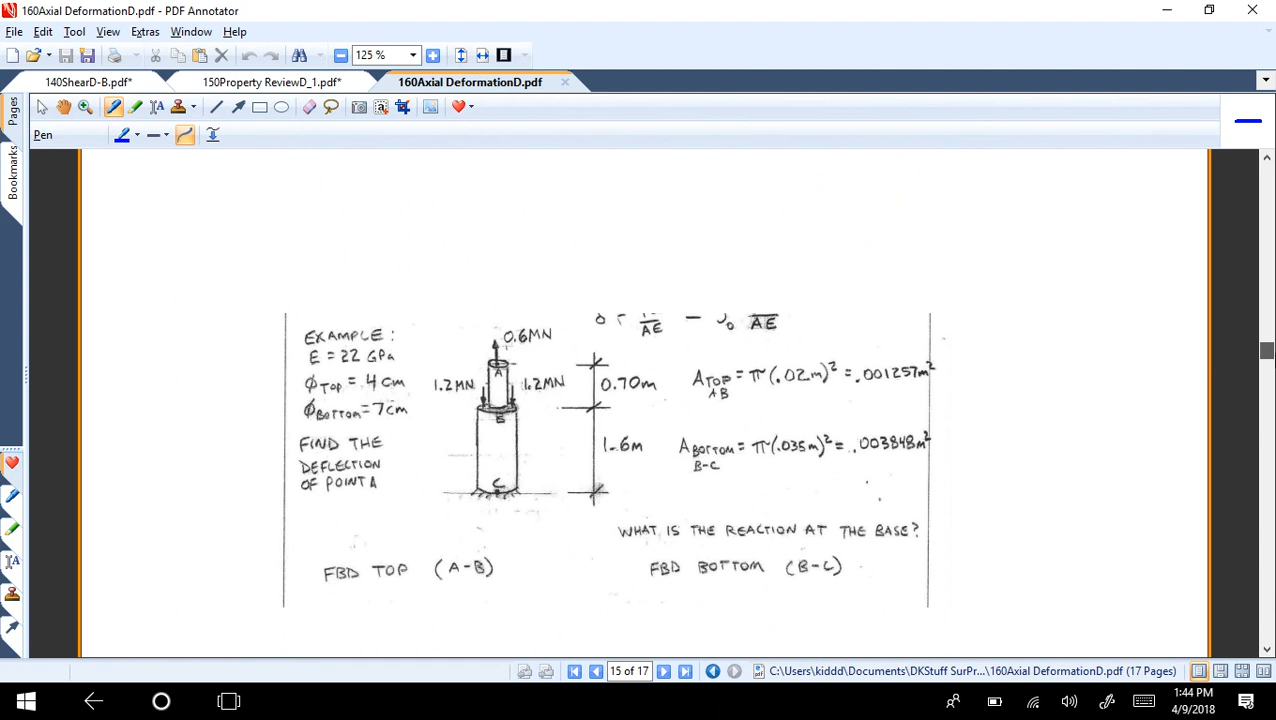 160Axial DeformationD.pdf - PDF Annotator
File Edit Tool View Extras Window Help
125 %
140ShearD-B.pdf* 150Property ReviewD_1.pdf* 160Axial DeformationD.pdf
Pen
Pages
Bookmarks
AE - AE
EXAMPLE:
E = 22 GPa
ϕTOP = 4 cm
ϕBOTTOM = 7cm
FIND THE
DEFLECTION
OF POINT A
0.6MN
A
1.2MN 1.2MN
B
C
0.70m
1.6m
ATOP = π(.02m)² = .001257m²
AB
ABOTTOM = π(.035m)² = .003848m²
B-C
WHAT IS THE REACTION AT THE BASE?
FBD TOP (A-B) FBD BOTTOM (B-C)
15 of 17
C:\Users\kiddd\Documents\DKStuff SurPr...\160Axial DeformationD.pdf (17 Pages)
1:44 PM
4/9/2018